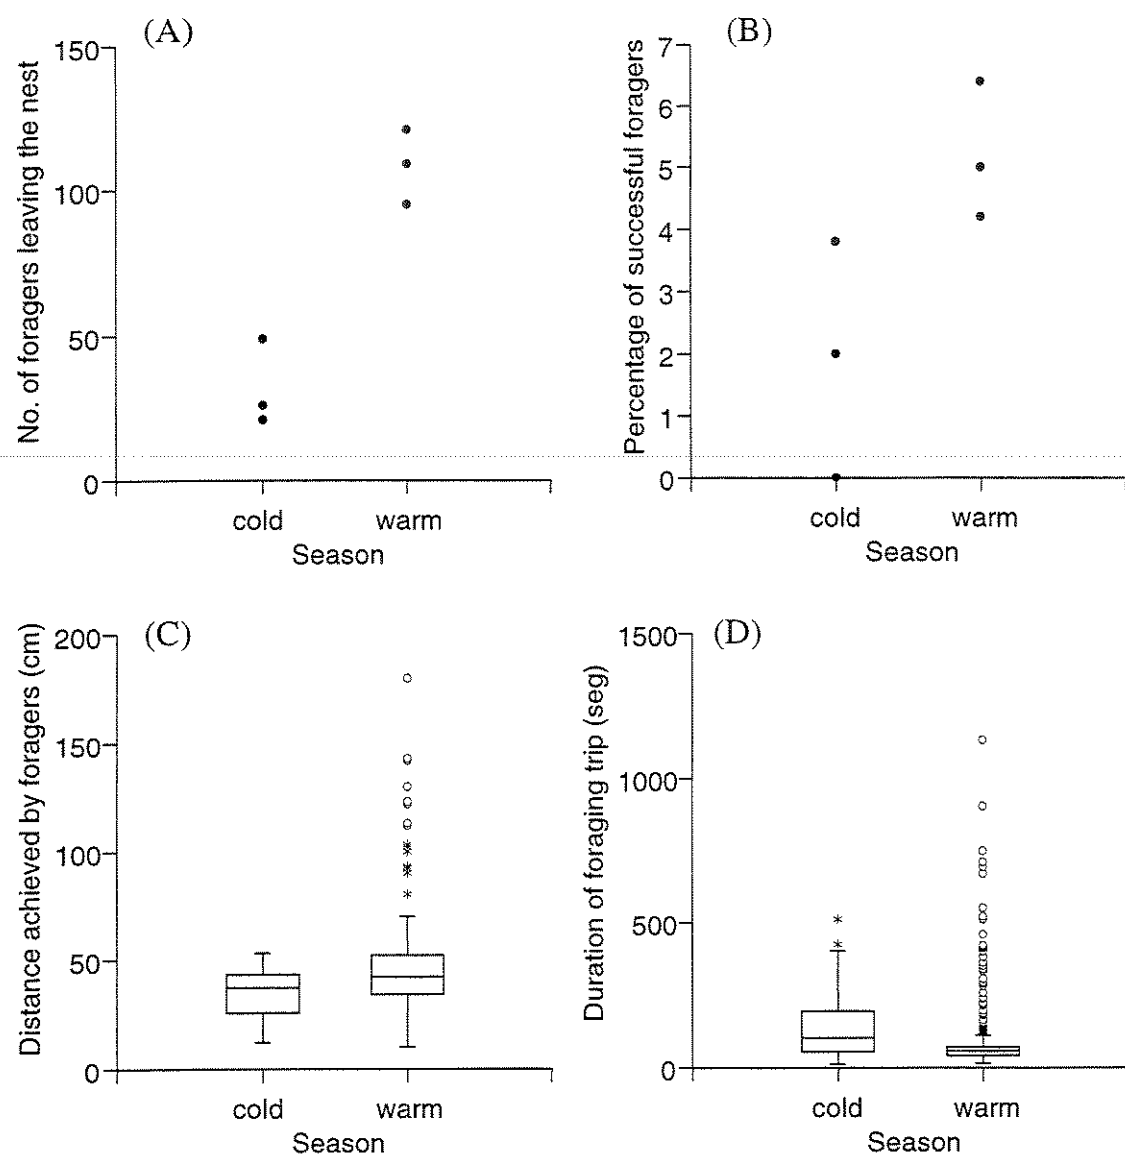 (A)
No. of foragers leaving the nest
150
100
50
0
cold warm
Season
(B)
Percentage of successful foragers
7
6
5
4
3
2
1
0
cold warm
Season
(C)
Distance achieved by foragers (cm)
200
150
100
50
0
cold warm
Season
(D)
Duration of foraging trip (seg)
1500
1000
500
0
cold warm
Season